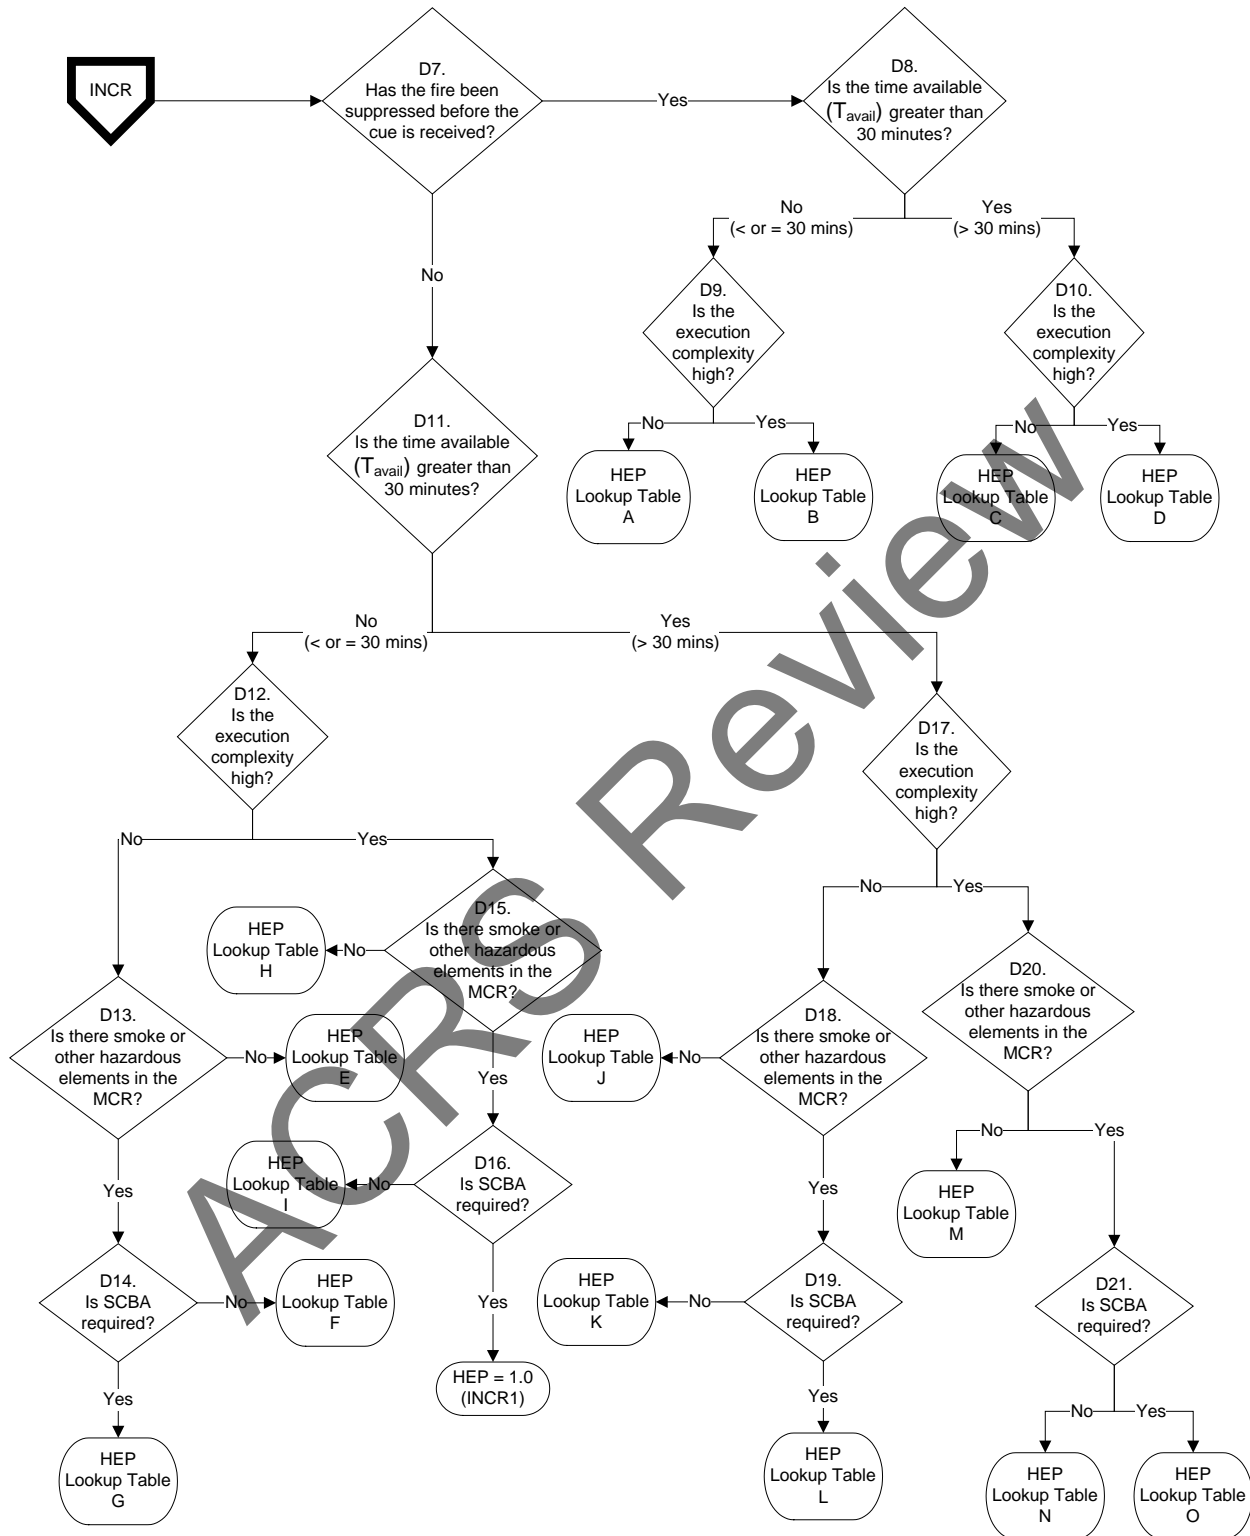 INCR
D7.
Has the fire been
suppressed before the
cue is received?
Yes
D8.
Is the time available
(Tavail) greater than
30 minutes?
No
(< or = 30 mins)
Yes
(> 30 mins)
No
D9.
Is the
execution
complexity
high?
D10.
Is the
execution
complexity
high?
No
Yes
No
Yes
HEP
Lookup Table
A
HEP
Lookup Table
B
HEP
Lookup Table
C
HEP
Lookup Table
D
D11.
Is the time available
(Tavail) greater than
30 minutes?
No
(< or = 30 mins)
Yes
(> 30 mins)
D12.
Is the
execution
complexity
high?
D17.
Is the
execution
complexity
high?
No
Yes
No
Yes
D15.
Is there smoke or
other hazardous
elements in the
MCR?
No
HEP
Lookup Table
H
D13.
Is there smoke or
other hazardous
elements in the
MCR?
No
HEP
Lookup Table
E
Yes
D18.
Is there smoke or
other hazardous
elements in the
MCR?
No
HEP
Lookup Table
J
D20.
Is there smoke or
other hazardous
elements in the
MCR?
No
Yes
Yes
D16.
Is SCBA
required?
No
HEP
Lookup Table
I
Yes
HEP
Lookup Table
M
D14.
Is SCBA
required?
No
HEP
Lookup Table
F
Yes
D19.
Is SCBA
required?
No
HEP
Lookup Table
K
D21.
Is SCBA
required?
Yes
HEP = 1.0
(INCR1)
Yes
No
Yes
HEP
Lookup Table
G
HEP
Lookup Table
L
HEP
Lookup Table
N
HEP
Lookup Table
O
ACRS Review